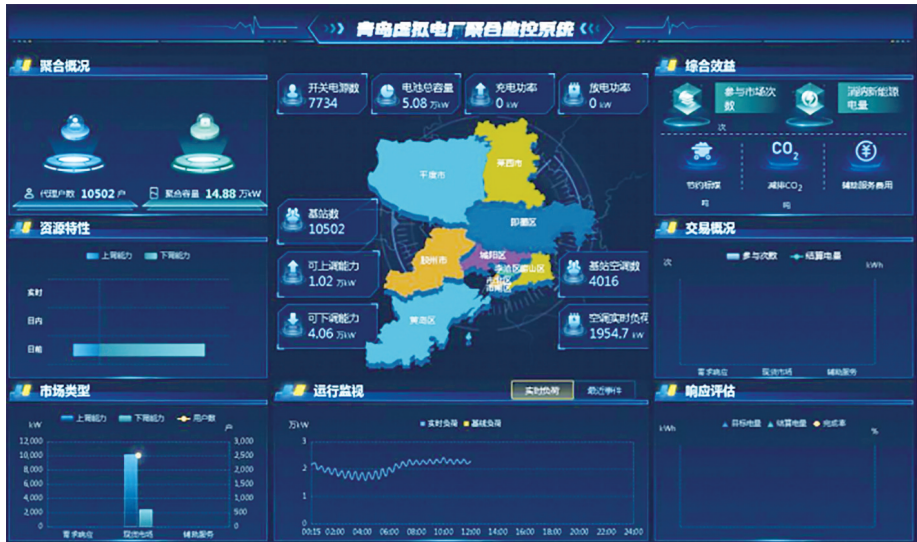 青岛虚拟电厂聚合监控系统
聚合概况
代理户数 10502 户
聚合容量 14.88 万kW
资源特性
上调能力 下调能力
实时
日内
日前
市场类型
上调能力 下调能力 用户数
kW 户
12,000 3,000
10,000 2,500
8,000 2,000
6,000 1,500
4,000 1,000
2,000 500
0 0
需求响应 现货市场 辅助服务
开关电源数
7734
电池总容量
5.08 万kW
充电功率
0 kW
放电功率
0 kW
平度市
莱西市
即墨区
胶州市
城阳区
李沧区
崂山区
市北区
市南区
黄岛区
基站数
10502
可上调能力
1.02 万kW
可下调能力
4.06 万kW
基站空调数
4016
空调实时负荷
1954.7 kW
运行监视
实时负荷 最近事件
万kW
实时负荷 基线负荷
3
2
1
0
00:15 02:00 04:00 06:00 08:00 10:00 12:00 14:00 16:00 18:00 20:00 22:00 24:00
综合效益
参与市场次数
次
消纳新能源电量
节约标煤
吨
CO2
减排CO2
吨
辅助服务费用
交易概况
次 参与次数 结算电量 kWh
需求响应 现货市场 辅助服务
响应评估
kWh 目标电量 结算电量 完成率 %